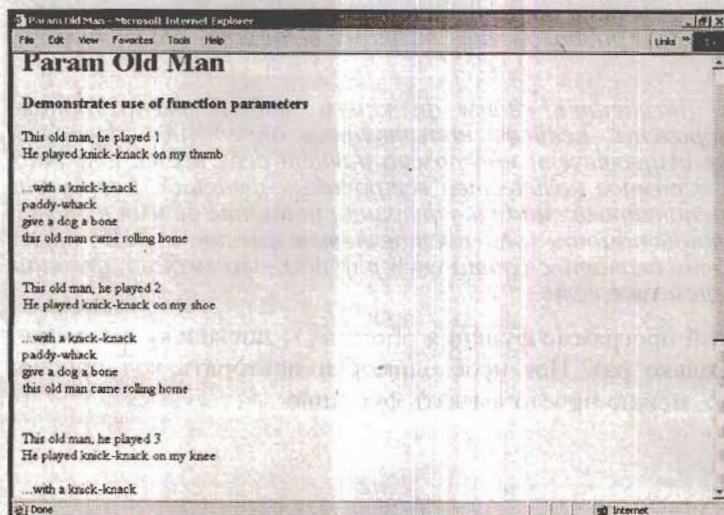 Param Old Man - Microsoft Internet Explorer
File Edit View Favorites Tools Help
Links »
Param Old Man
Demonstrates use of function parameters
This old man, he played 1
He played knick-knack on my thumb
...with a knick-knack
paddy-whack
give a dog a bone
this old man came rolling home
This old man, he played 2
He played knick-knack on my shoe
...with a knick-knack
paddy-whack
give a dog a bone
this old man came rolling home
This old man, he played 3
He played knick-knack on my knee
...with a knick-knack
Done
Internet